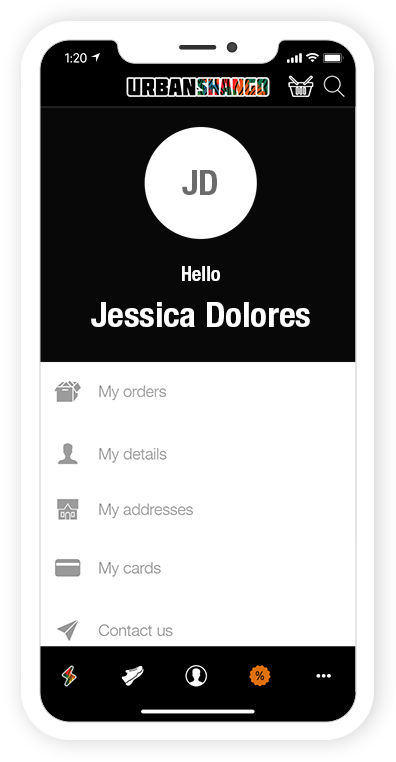 1:20
URBANSHANGO
JD
Hello
Jessica Dolores
My orders
My details
My addresses
My cards
Contact us
%